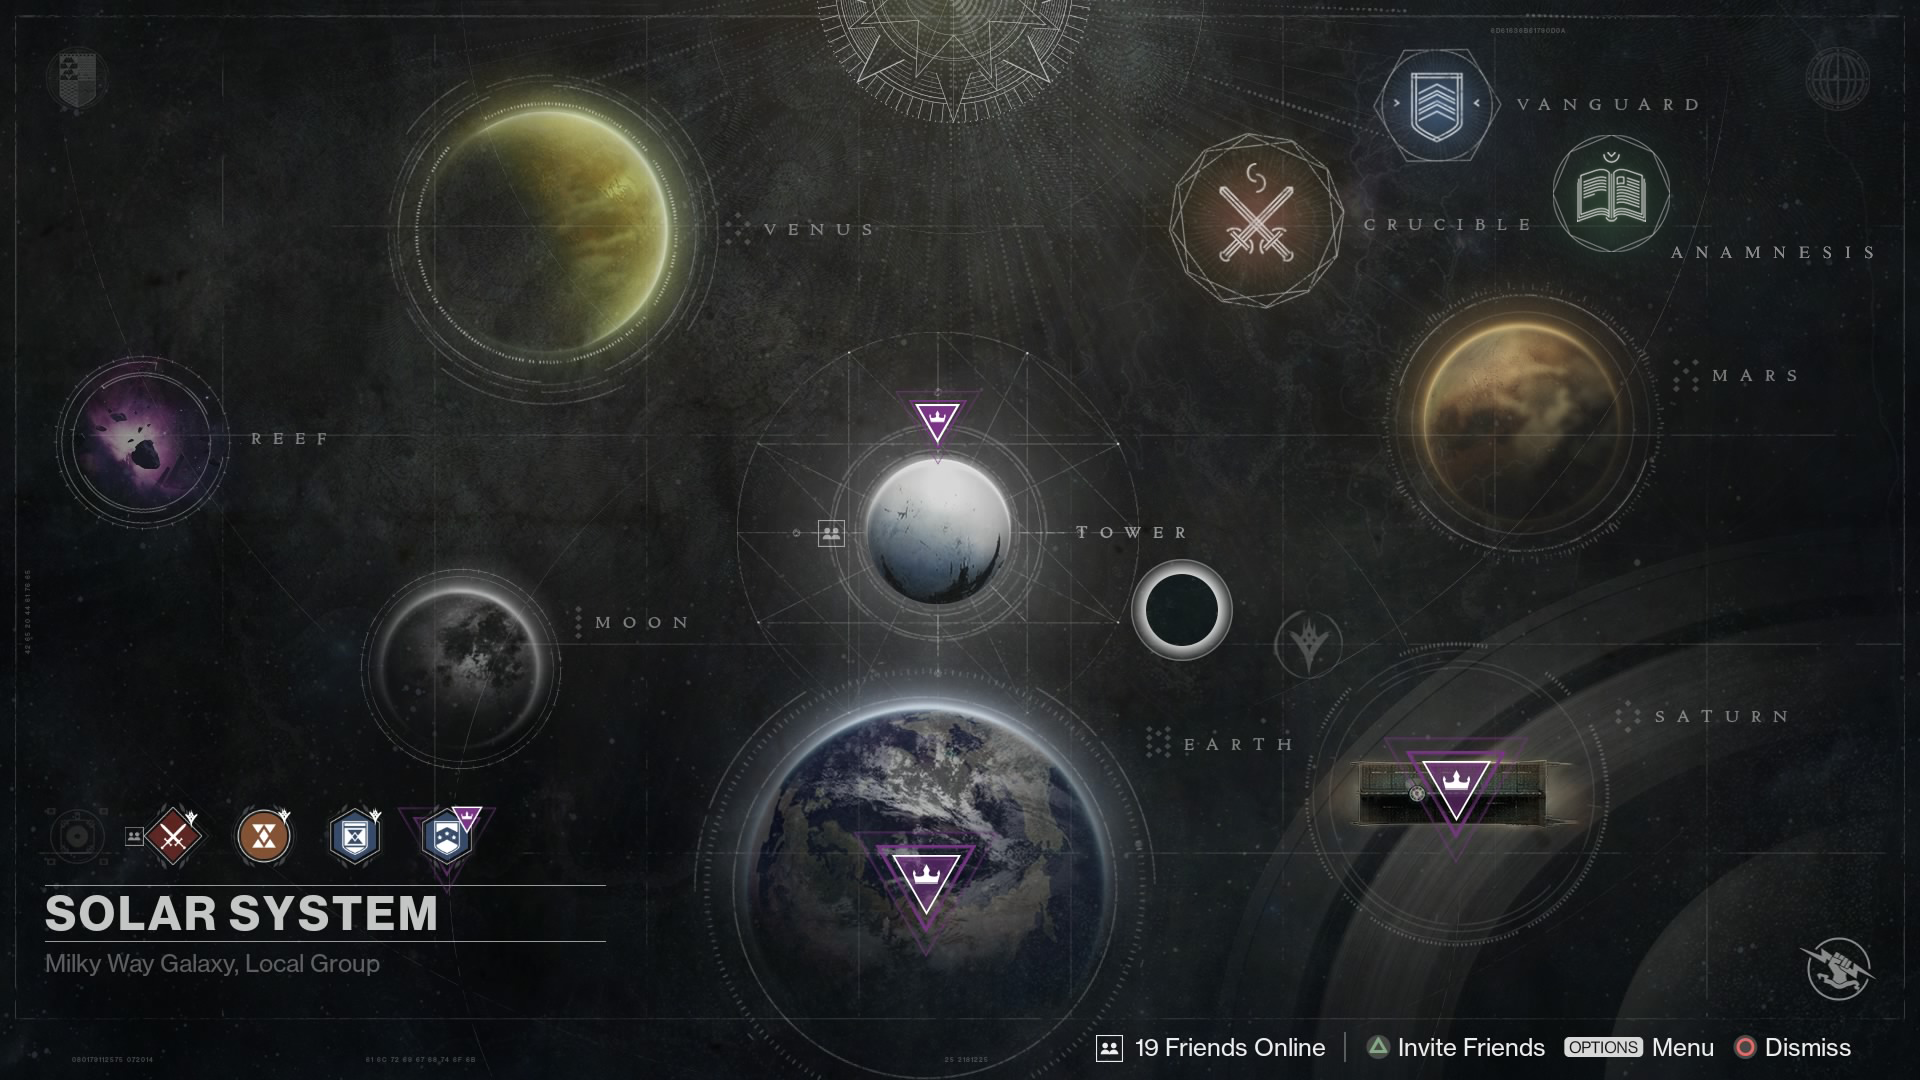 VANGUARD
VENUS
CRUCIBLE
ANAMNESIS
MARS
REEF
TOWER
MOON
SATURN
EARTH
SOLAR SYSTEM
Milky Way Galaxy, Local Group
19 Friends Online
Invite Friends
OPTIONS Menu
Dismiss